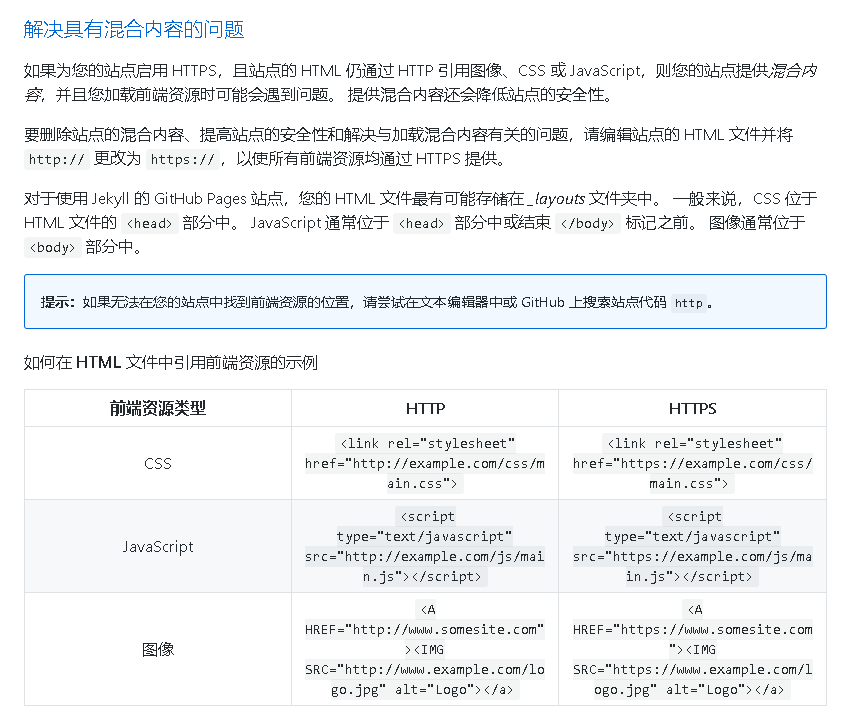 解决具有混合内容的问题
如果为您的站点启用 HTTPS，且站点的 HTML 仍通过 HTTP 引用图像、CSS 或 JavaScript，则您的站点提供混合内
容，并且您加载前端资源时可能会遇到问题。 提供混合内容还会降低站点的安全性。
要删除站点的混合内容、提高站点的安全性和解决与加载混合内容有关的问题，请编辑站点的 HTML 文件并将
http:// 更改为 https://，以使所有前端资源均通过 HTTPS 提供。
对于使用 Jekyll 的 GitHub Pages 站点，您的 HTML 文件最有可能存储在 _layouts 文件夹中。 一般来说，CSS 位于
HTML 文件的 <head> 部分中。 JavaScript 通常位于 <head> 部分中或结束 </body> 标记之前。 图像通常位于
<body> 部分中。
提示：如果无法在您的站点中找到前端资源的位置，请尝试在文本编辑器中或 GitHub 上搜索站点代码 http。
如何在 HTML 文件中引用前端资源的示例
前端资源类型 HTTP HTTPS
CSS
<link rel="stylesheet"
href="http://example.com/css/m
ain.css">
<link rel="stylesheet"
href="https://example.com/css/
main.css">
JavaScript
<script
type="text/javascript"
src="http://example.com/js/mai
n.js"></script>
<script
type="text/javascript"
src="https://example.com/js/ma
in.js"></script>
图像
<A
HREF="http://www.somesite.com"
><IMG
SRC="http://www.example.com/lo
go.jpg" alt="Logo"></a>
<A
HREF="https://www.somesite.com
"><IMG
SRC="https://www.example.com/l
ogo.jpg" alt="Logo"></a>